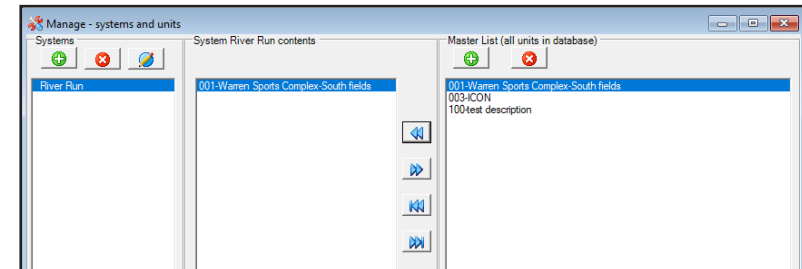 Manage - systems and units
Systems
System River Run contents
Master List (all units in database)
River Run
001-Warren Sports Complex-South fields
001-Warren Sports Complex-South fields
003-ICON
100-test description